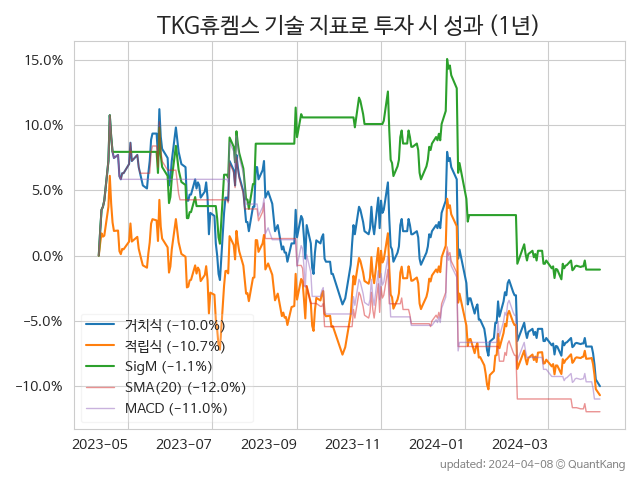 TKG휴켐스 기술 지표로 투자 시 성과 (1년)
15.0%
10.0%
5.0%
0.0%
−5.0%
−10.0%
거치식 (−10.0%)
적립식 (−10.7%)
SigM (−1.1%)
SMA(20) (−12.0%)
MACD (−11.0%)
2023-05 2023-07 2023-09 2023-11 2024-01 2024-03
updated: 2024-04-08 © QuantKang